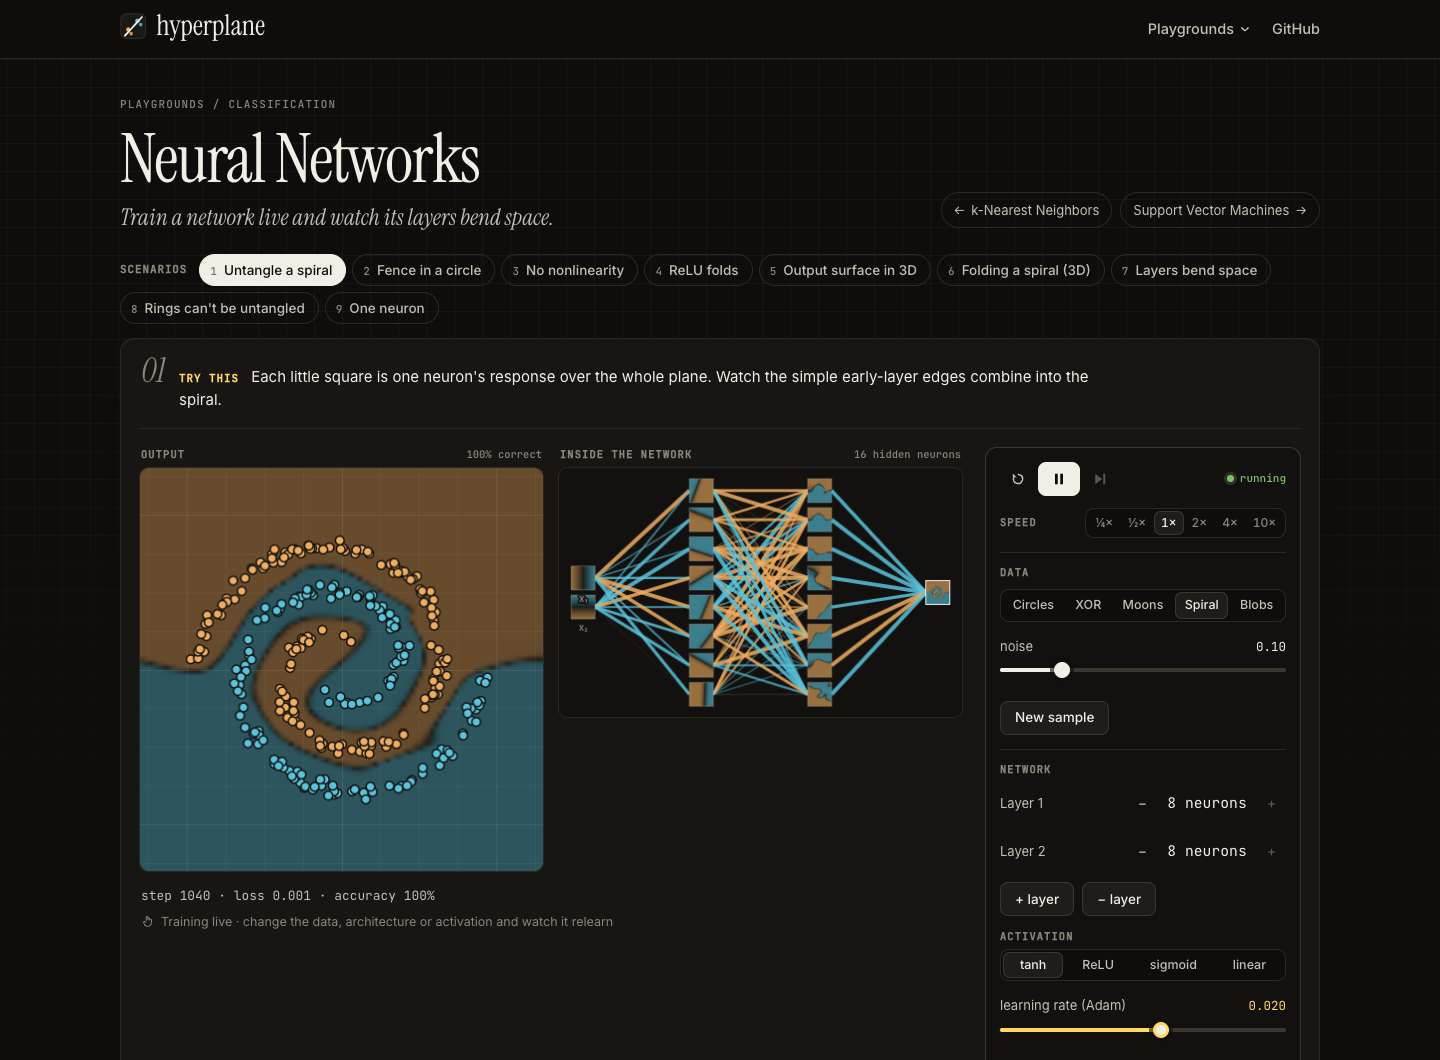 hyperplane
Playgrounds
GitHub
PLAYGROUNDS / CLASSIFICATION
Neural Networks
Train a network live and watch its layers bend space.
← k-Nearest Neighbors
Support Vector Machines →
SCENARIOS
1 Untangle a spiral
2 Fence in a circle
3 No nonlinearity
4 ReLU folds
5 Output surface in 3D
6 Folding a spiral (3D)
7 Layers bend space
8 Rings can't be untangled
9 One neuron
01 TRY THIS Each little square is one neuron's response over the whole plane. Watch the simple early-layer edges combine into the
spiral.
OUTPUT
100% correct
INSIDE THE NETWORK
16 hidden neurons
X₁
X₂
step 1040 · loss 0.001 · accuracy 100%
Training live · change the data, architecture or activation and watch it relearn
running
SPEED
¼× ½× 1× 2× 4× 10×
DATA
Circles XOR Moons Spiral Blobs
noise 0.10
New sample
NETWORK
Layer 1 − 8 neurons +
Layer 2 − 8 neurons +
+ layer − layer
ACTIVATION
tanh ReLU sigmoid linear
learning rate (Adam) 0.020